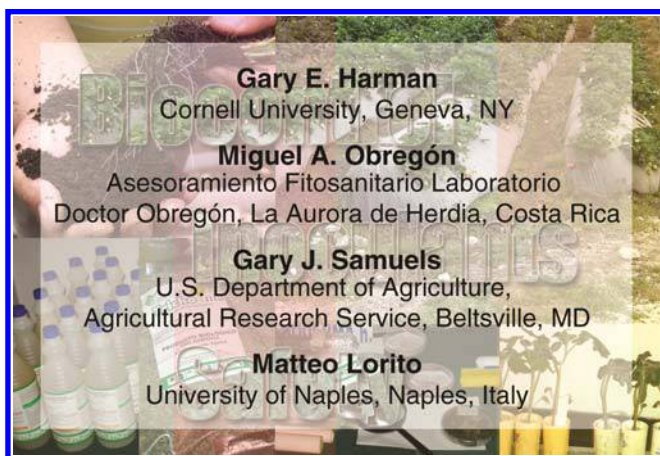 Gary E. Harman
Cornell University, Geneva, NY
Miguel A. Obregón
Asesoramiento Fitosanitario Laboratorio
Doctor Obregón, La Aurora de Herdia, Costa Rica
Gary J. Samuels
U.S. Department of Agriculture,
Agricultural Research Service, Beltsville, MD
Matteo Lorito
University of Naples, Naples, Italy